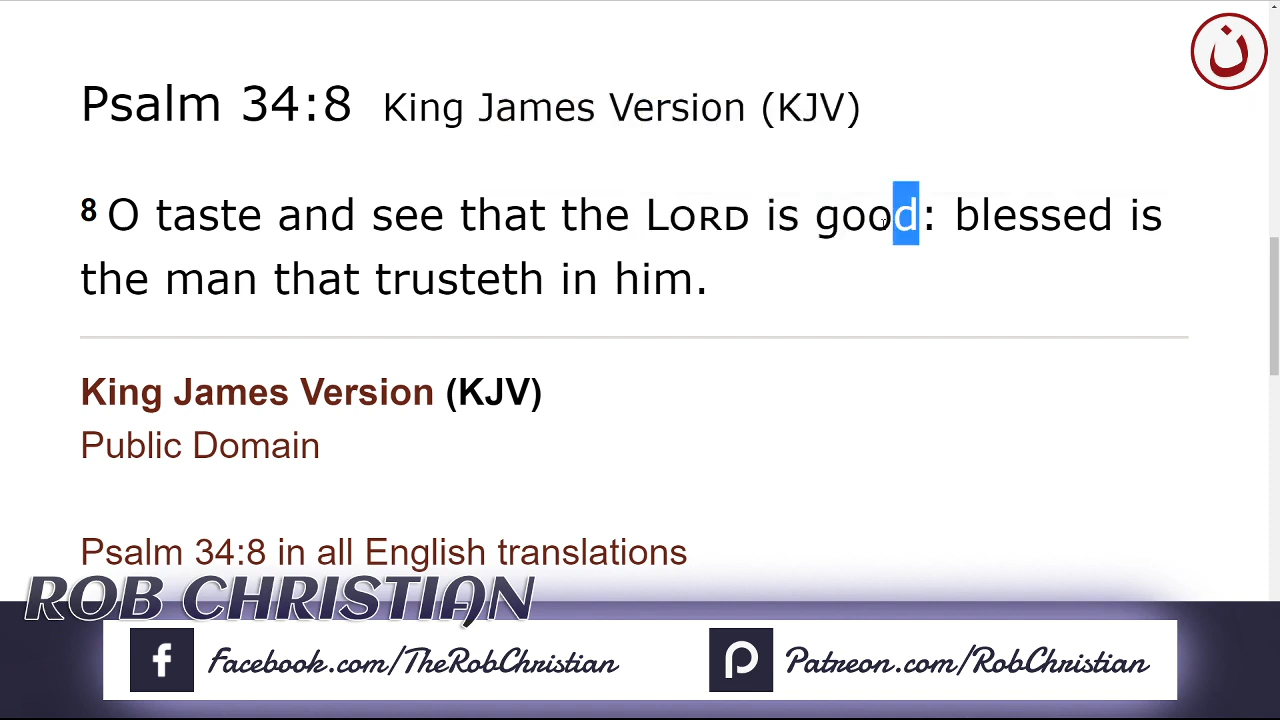 ن
Psalm 34:8 King James Version (KJV)
8 O taste and see that the LORD is good: blessed is
the man that trusteth in him.
King James Version (KJV)
Public Domain
Psalm 34:8 in all English translations
ROB CHRISTIAN
f Facebook.com/TheRobChristian
Patreon.com/RobChristian